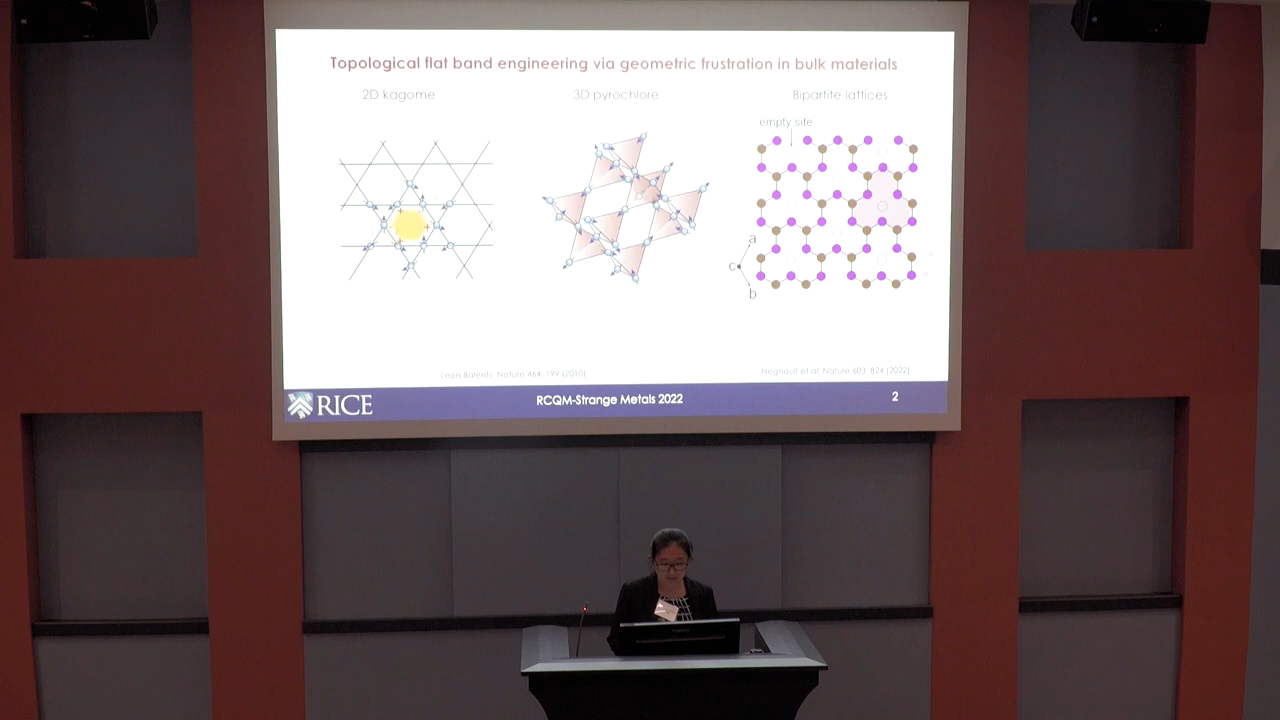 Topological flat band engineering via geometric frustration in bulk materials
2D kagome
3D pyrochlore
Bipartite lattices
empty site
a
c
b
Leon Balents, Nature 464, 199 (2010)
Regnault et al. Nature 603, 824 (2022)
RICE
RCQM-Strange Metals 2022
2